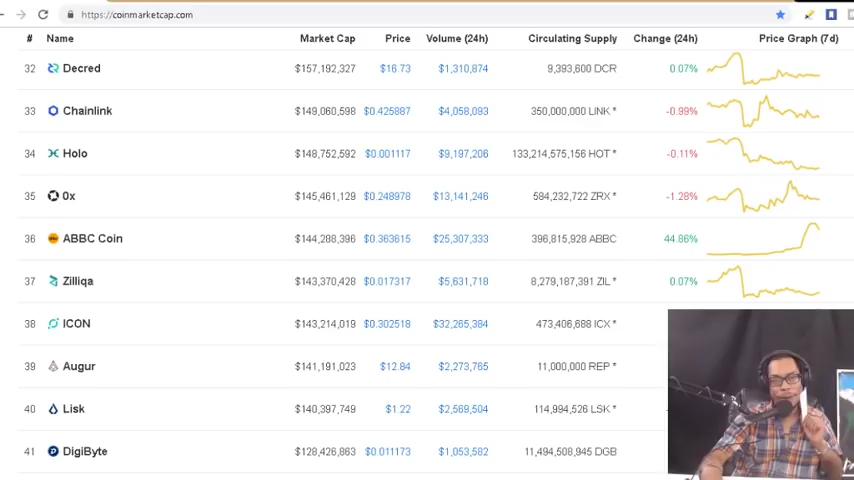 https://coinmarketcap.com
# Name Market Cap Price Volume (24h) Circulating Supply Change (24h) Price Graph (7d)
32 Decred $157,192,327 $16.73 $1,310,874 9,393,600 DCR 0.07%
33 Chainlink $149,060,598 $0.425887 $4,058,093 350,000,000 LINK * -0.99%
34 Holo $148,752,592 $0.001117 $9,197,206 133,214,575,156 HOT * -0.11%
35 0x $145,461,129 $0.248978 $13,141,246 584,232,722 ZRX * -1.28%
36 ABBC Coin $144,288,396 $0.363615 $25,307,333 396,815,928 ABBC 44.86%
37 Zilliqa $143,370,428 $0.017317 $5,631,718 8,279,187,391 ZIL * 0.07%
38 ICON $143,214,019 $0.302518 $32,265,384 473,406,688 ICX *
39 Augur $141,191,023 $12.84 $2,273,765 11,000,000 REP *
40 Lisk $140,397,749 $1.22 $2,569,504 114,994,526 LSK *
41 DigiByte $128,426,863 $0.011173 $1,053,582 11,494,508,945 DGB